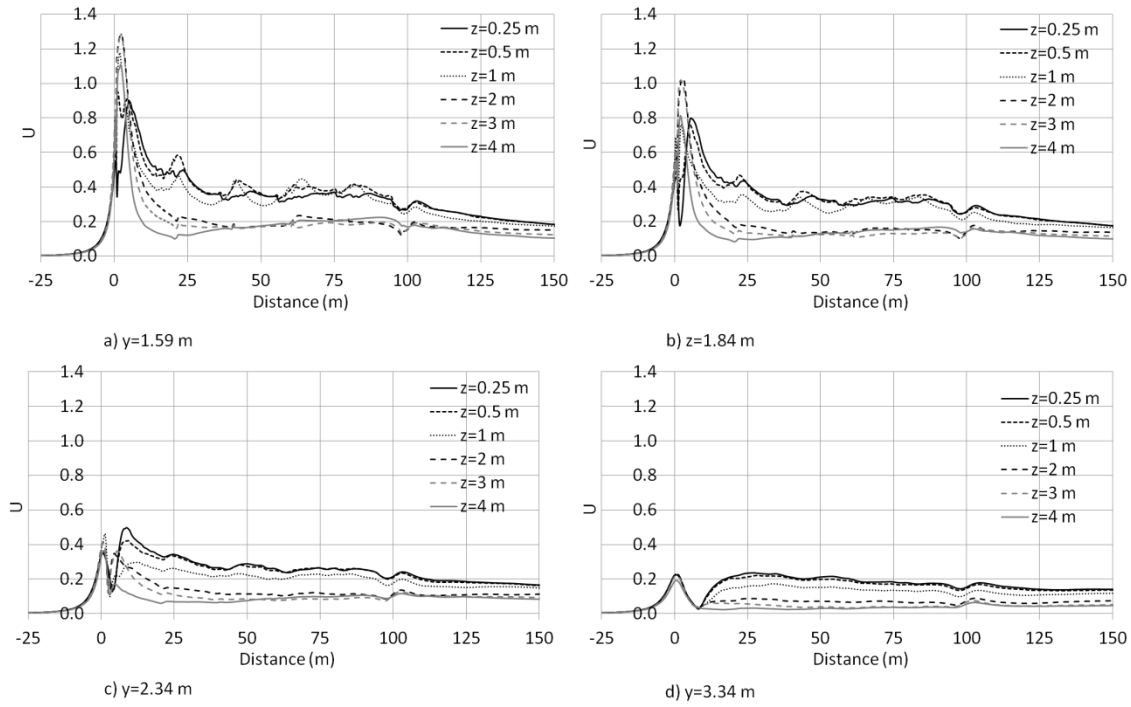 1.4
1.2
1.0
0.8
0.6
0.4
0.2
0.0
U
-25 0 25 50 75 100 125 150
Distance (m)
z=0.25 m
z=0.5 m
z=1 m
z=2 m
z=3 m
z=4 m
a) y=1.59 m
1.4
1.2
1.0
0.8
0.6
0.4
0.2
0.0
U
-25 0 25 50 75 100 125 150
Distance (m)
z=0.25 m
z=0.5 m
z=1 m
z=2 m
z=3 m
z=4 m
b) z=1.84 m
1.4
1.2
1.0
0.8
0.6
0.4
0.2
0.0
U
-25 0 25 50 75 100 125 150
Distance (m)
z=0.25 m
z=0.5 m
z=1 m
z=2 m
z=3 m
z=4 m
c) y=2.34 m
1.4
1.2
1.0
0.8
0.6
0.4
0.2
0.0
U
-25 0 25 50 75 100 125 150
Distance (m)
z=0.25 m
z=0.5 m
z=1 m
z=2 m
z=3 m
z=4 m
d) y=3.34 m